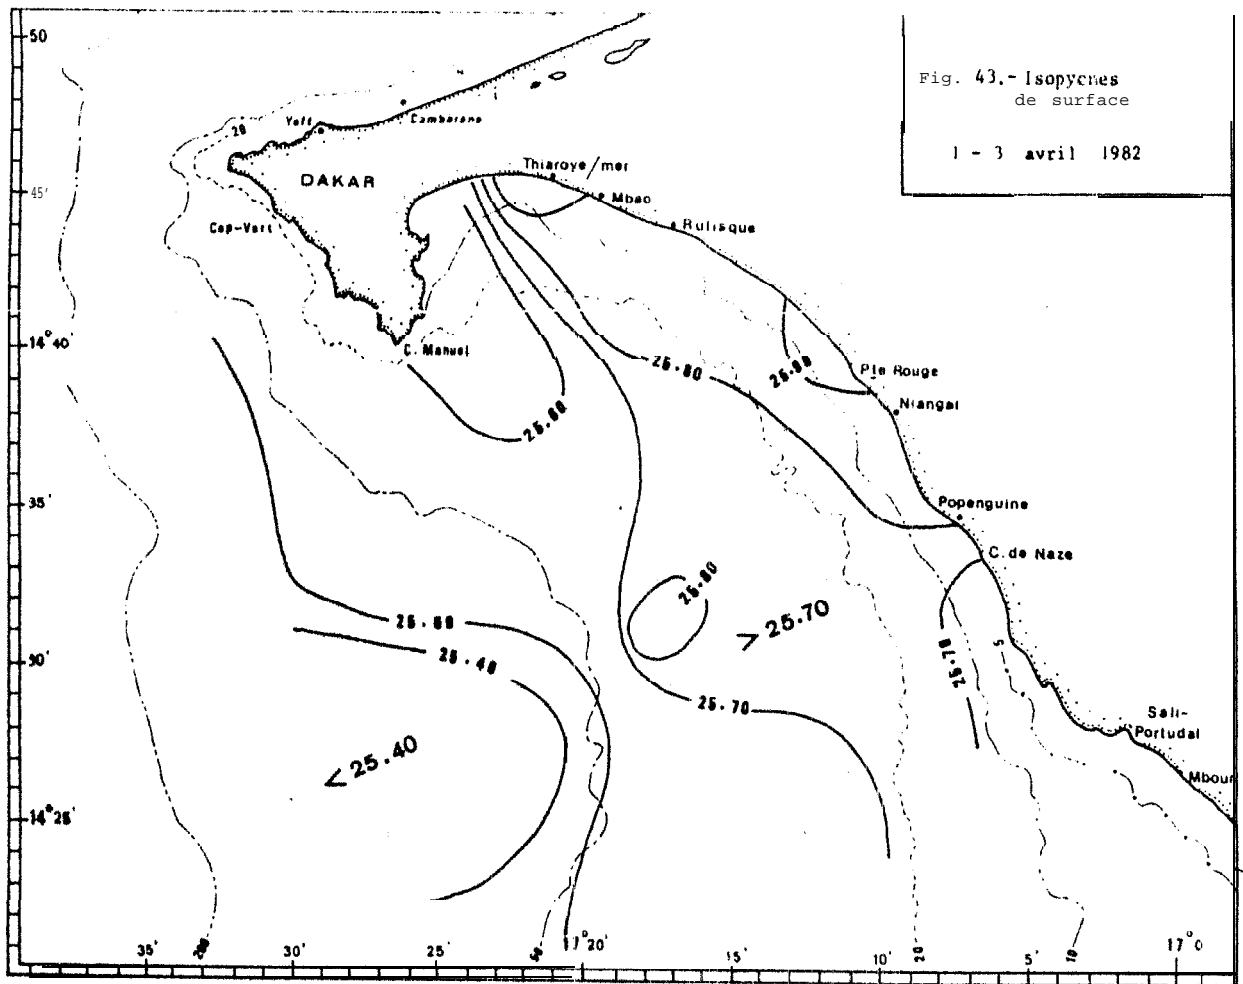 50
Fig. 43.- Isopycnes
de surface
1 - 3 avril 1982
20
Yoff
Camberene
Thiaroye/mer
DAKAR
45'
Mbao
Rufisque
Cap-Vert
14° 40'
C. Manuel
25.80
Pte Rouge
Niangal
25.60
35'
Popenguine
C. de Naze
25.80
25.60
> 25.70
30'
25.40
25.70
25.70
5
Sali-
Portudal
< 25.40
Mbour
14° 25'
35'
200
30'
25'
50
17° 20'
15'
10'
20
5'
10
17° 0